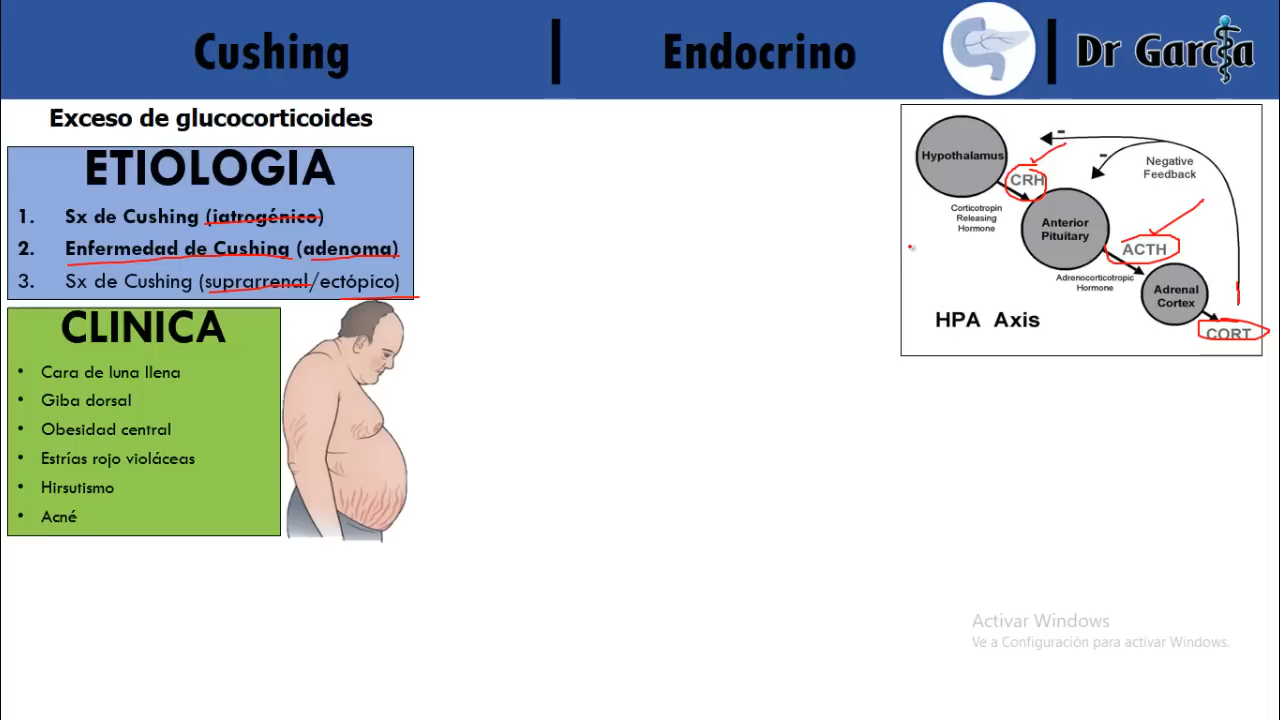 Cushing | Endocrino | Dr García
Exceso de glucocorticoides
ETIOLOGIA
1. Sx de Cushing (iatrogénico)
2. Enfermedad de Cushing (adenoma)
3. Sx de Cushing (suprarrenal/ectópico)
CLINICA
• Cara de luna llena
• Giba dorsal
• Obesidad central
• Estrías rojo violáceas
• Hirsutismo
• Acné
Hypothalamus
CRH
Corticotropin
Releasing
Hormone
-
-
Negative
Feedback
Anterior
Pituitary
ACTH
Adrenocorticotropic
Hormone
Adrenal
Cortex
CORT
HPA Axis
Activar Windows
Ve a Configuración para activar Windows.